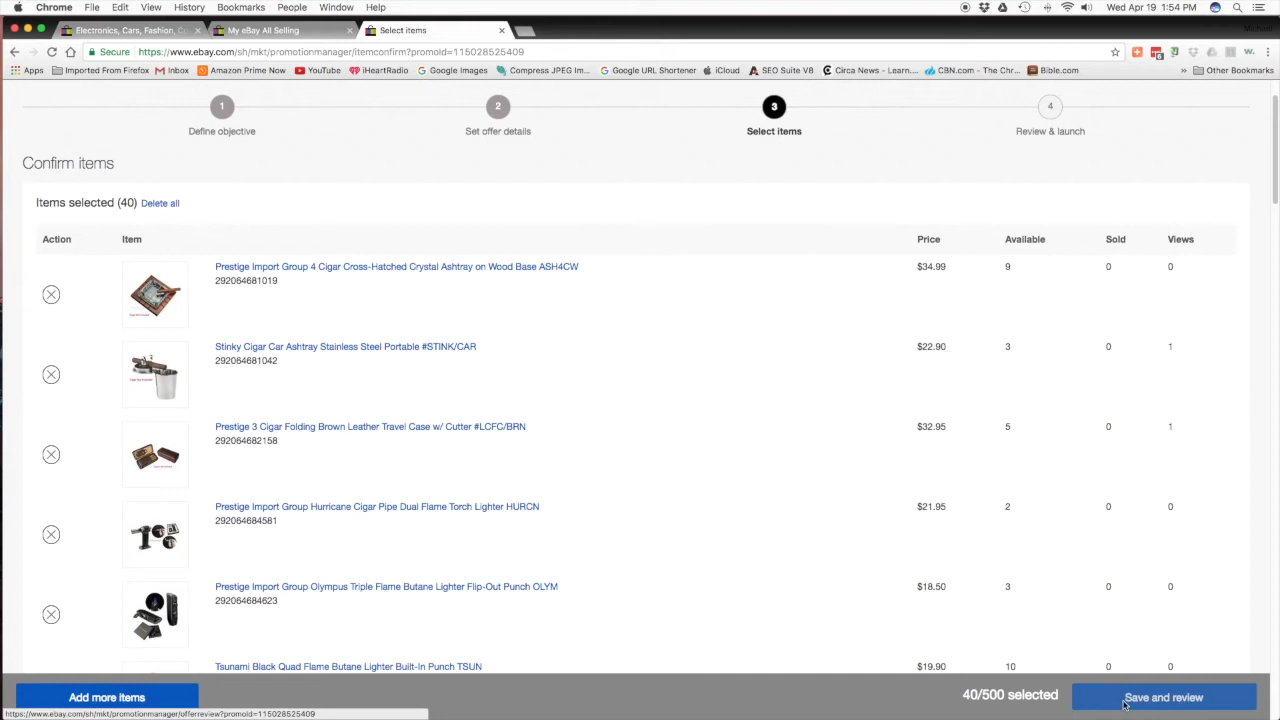 Chrome File Edit View History Bookmarks People Window Help Wed Apr 19 1:54 PM
Electronics, Cars, Fashion, C My eBay All Selling Select items
Secure https://www.ebay.com/sh/mkt/promotionmanager/itemconfirm?promoId=115028525409
Apps Imported From Firefox Inbox Amazon Prime Now YouTube iHeartRadio Google Images Compress JPEG Im... Google URL Shortener iCloud SEO Suite V8 Circa News - Learn,... CBN.com - The Chr... Bible.com » Other Bookmarks
1 2 3 4
Define objective Set offer details Select items Review & launch
Confirm items
Items selected (40) Delete all
Action Item Price Available Sold Views
Prestige Import Group 4 Cigar Cross-Hatched Crystal Ashtray on Wood Base ASH4CW $34.99 9 0 0
292064681019
Stinky Cigar Car Ashtray Stainless Steel Portable #STINK/CAR $22.90 3 0 1
292064681042
Prestige 3 Cigar Folding Brown Leather Travel Case w/ Cutter #LCFC/BRN $32.95 5 0 1
292064682158
Prestige Import Group Hurricane Cigar Pipe Dual Flame Torch Lighter HURCN $21.95 2 0 0
292064684581
Prestige Import Group Olympus Triple Flame Butane Lighter Flip-Out Punch OLYM $18.50 3 0 0
292064684623
Tsunami Black Quad Flame Butane Lighter Built-In Punch TSUN $19.90 10 0 0
Add more items 40/500 selected Save and review
https://www.ebay.com/sh/mkt/promotionmanager/offerreview?promoId=115028525409